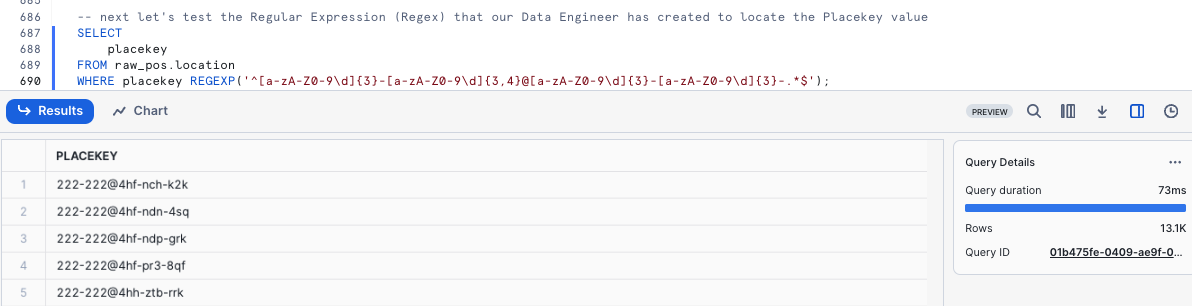 685
686 -- next let's test the Regular Expression (Regex) that our Data Engineer has created to locate the Placekey value
687 SELECT
688 placekey
689 FROM raw_pos.location
690 WHERE placekey REGEXP('^[a-zA-Z0-9\d]{3}-[a-zA-Z0-9\d]{3,4}@[a-zA-Z0-9\d]{3}-[a-zA-Z0-9\d]{3}-.*$');
Results Chart PREVIEW
PLACEKEY
1 222-222@4hf-nch-k2k
2 222-222@4hf-ndn-4sq
3 222-222@4hf-ndp-grk
4 222-222@4hf-pr3-8qf
5 222-222@4hh-ztb-rrk
Query Details ...
Query duration 73ms
Rows 13.1K
Query ID 01b475fe-0409-ae9f-0...